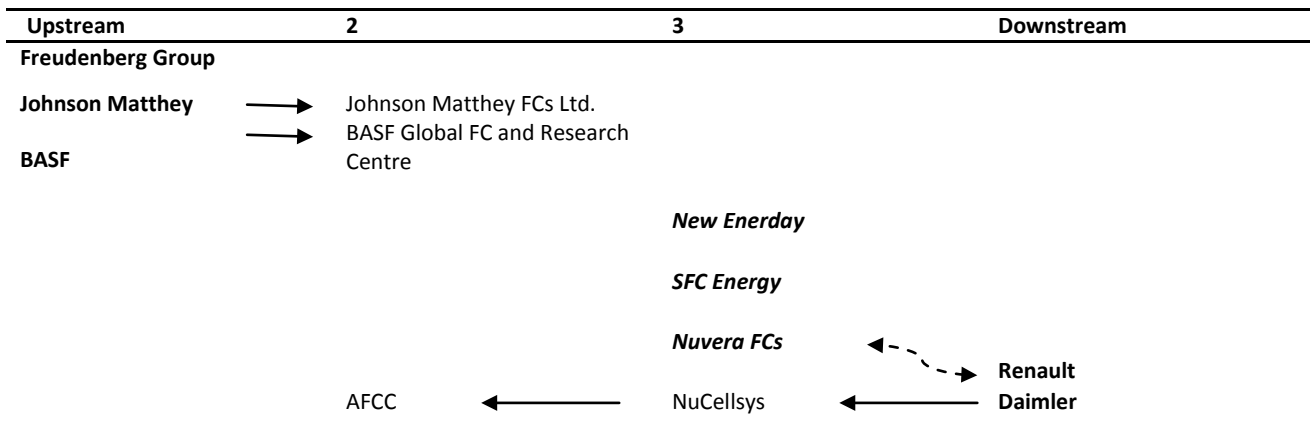 Upstream 2 3 Downstream
Freudenberg Group
Johnson Matthey Johnson Matthey FCs Ltd.
BASF Global FC and Research
BASF Centre
New Enerday
SFC Energy
Nuvera FCs
Renault
AFCC NuCellsys Daimler